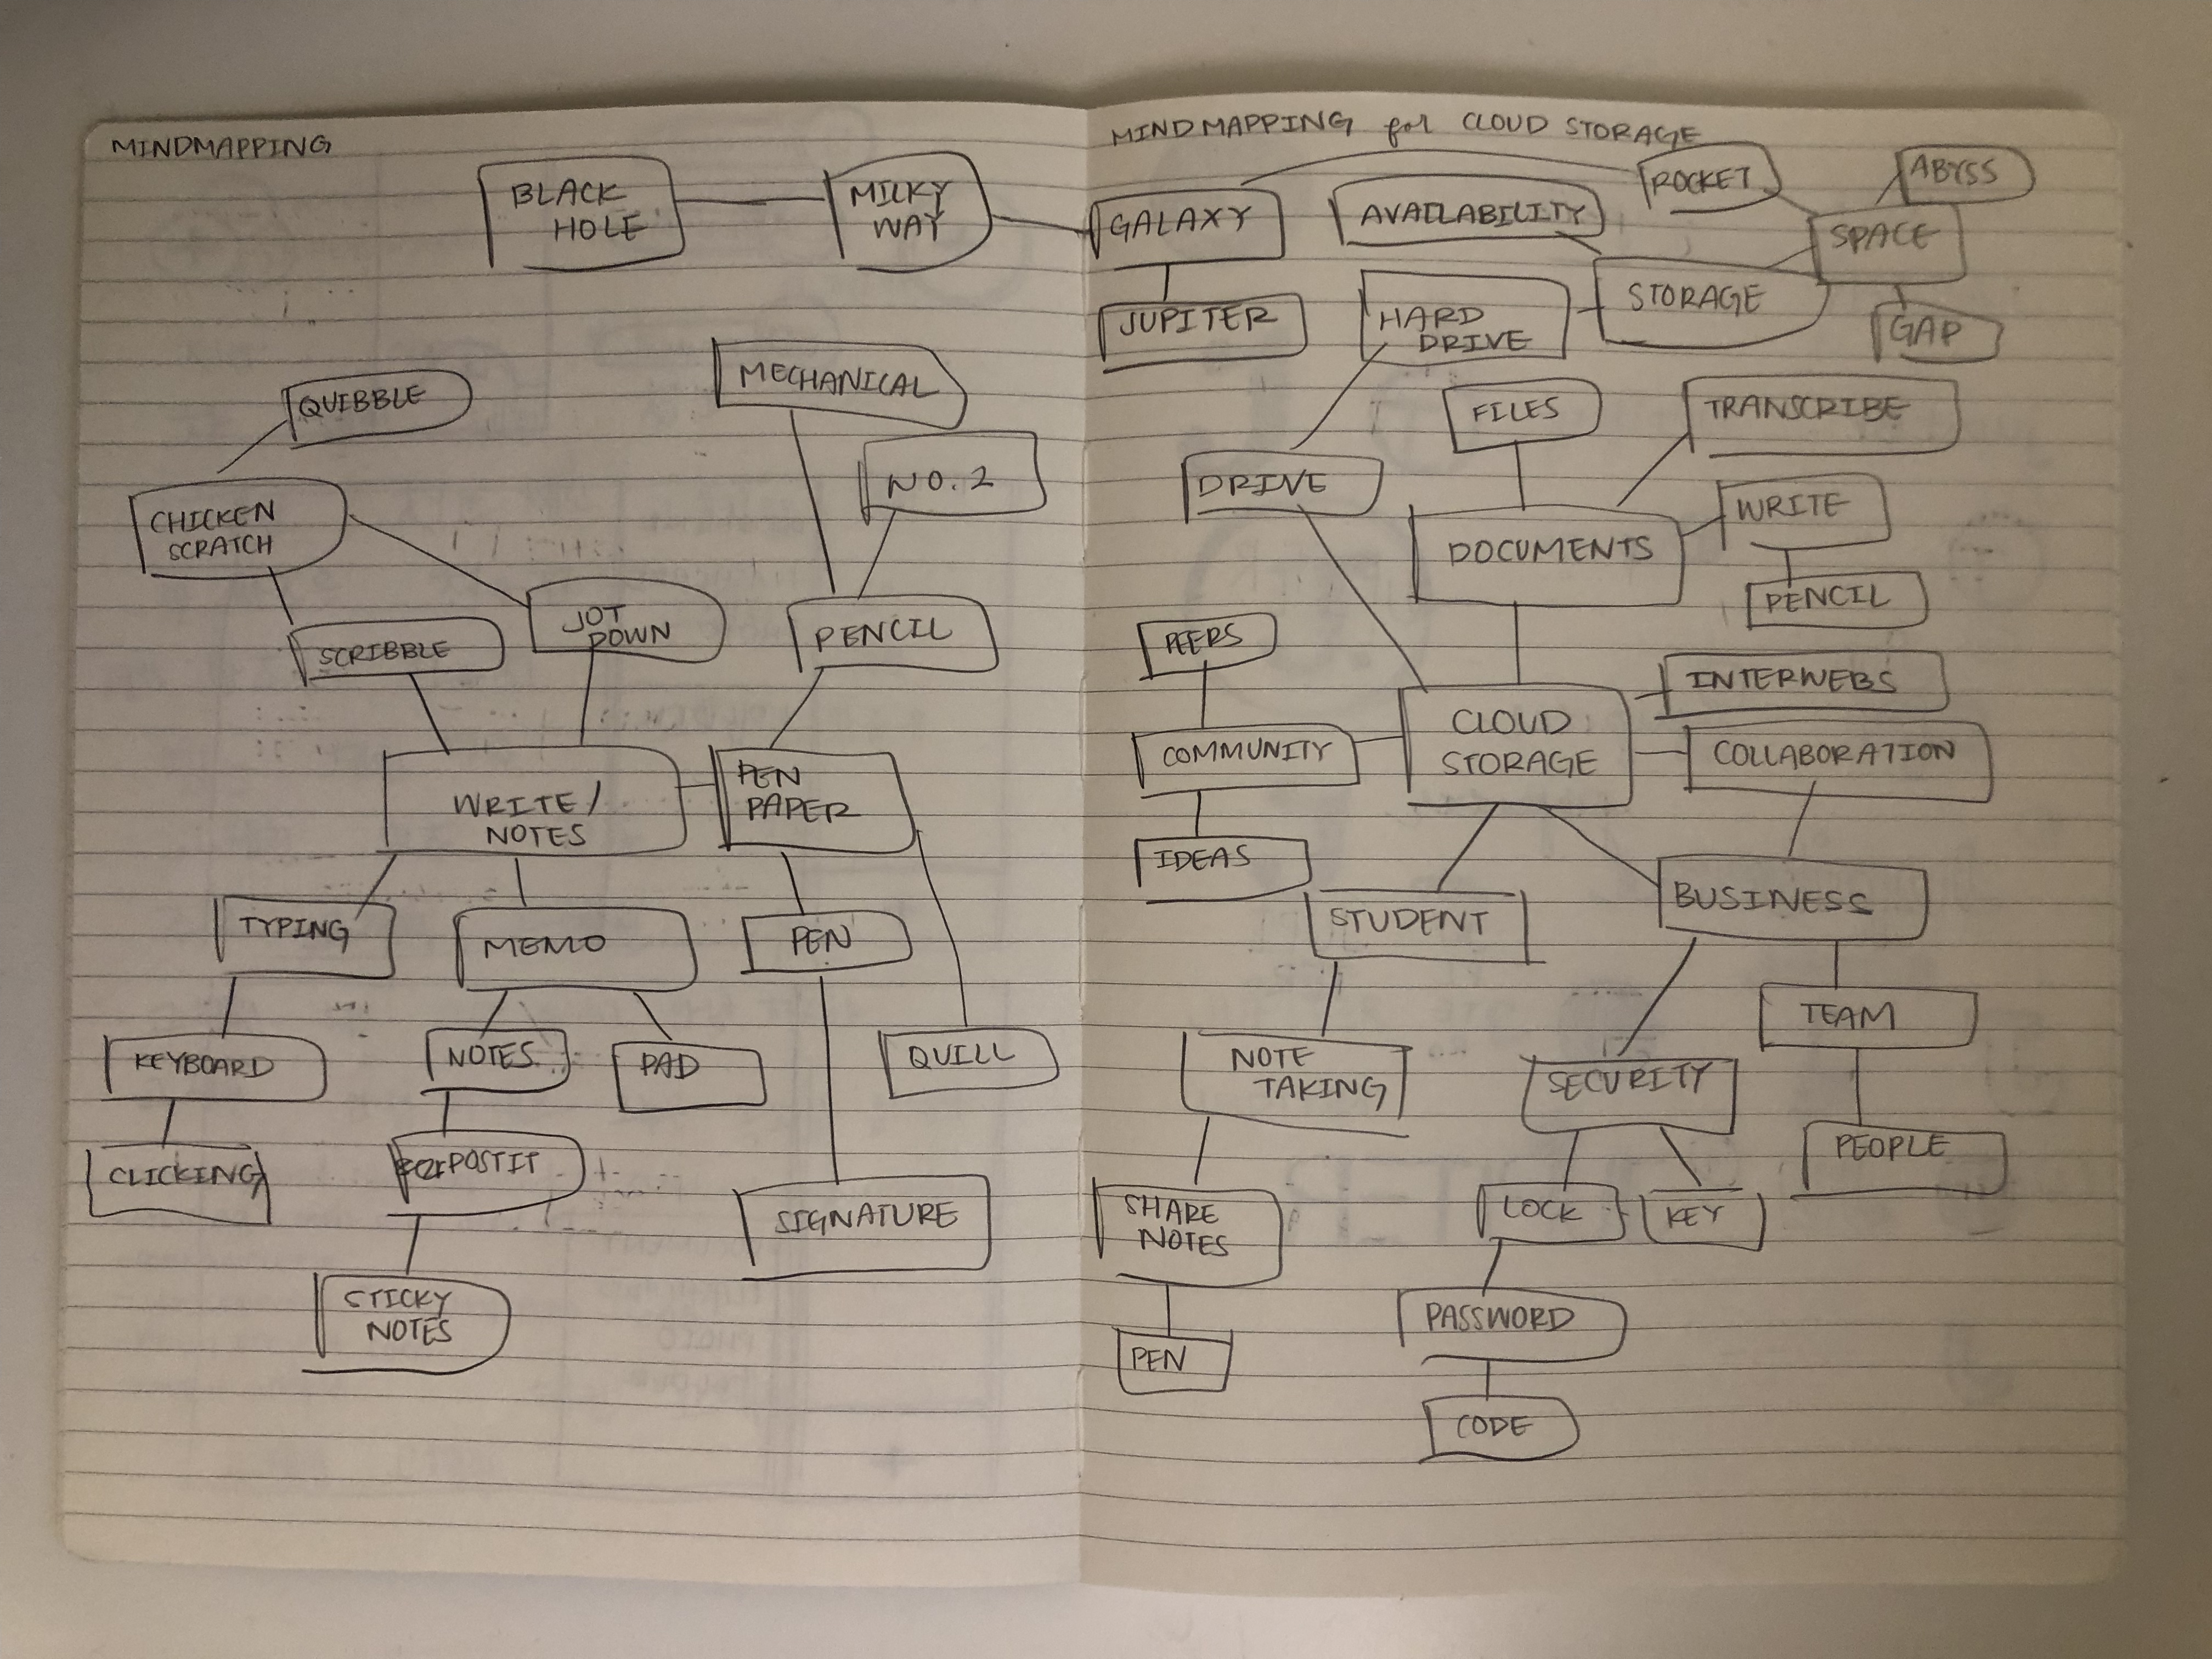 MINDMAPPING
BLACK
HOLE
MILKY
WAY
QUIBBLE
MECHANICAL
NO.2
CHICKEN
SCRATCH
SCRIBBLE
JOT
DOWN
PENCIL
WRITE/
NOTES
PEN
PAPER
TYPING
MEMO
PEN
KEYBOARD
NOTES
PAD
QUILL
CLICKING
POSTIT
SIGNATURE
STICKY
NOTES
MINDMAPPING for CLOUD STORAGE
GALAXY
AVAILABILITY
ROCKET
ABYSS
SPACE
JUPITER
HARD
DRIVE
STORAGE
GAP
FILES
TRANSCRIBE
DRIVE
DOCUMENTS
WRITE
PENCIL
PEERS
INTERWEBS
COMMUNITY
CLOUD
STORAGE
COLLABORATION
IDEAS
STUDENT
BUSINESS
NOTE
TAKING
SECURITY
TEAM
PEOPLE
SHARE
NOTES
LOCK
KEY
PEN
PASSWORD
CODE